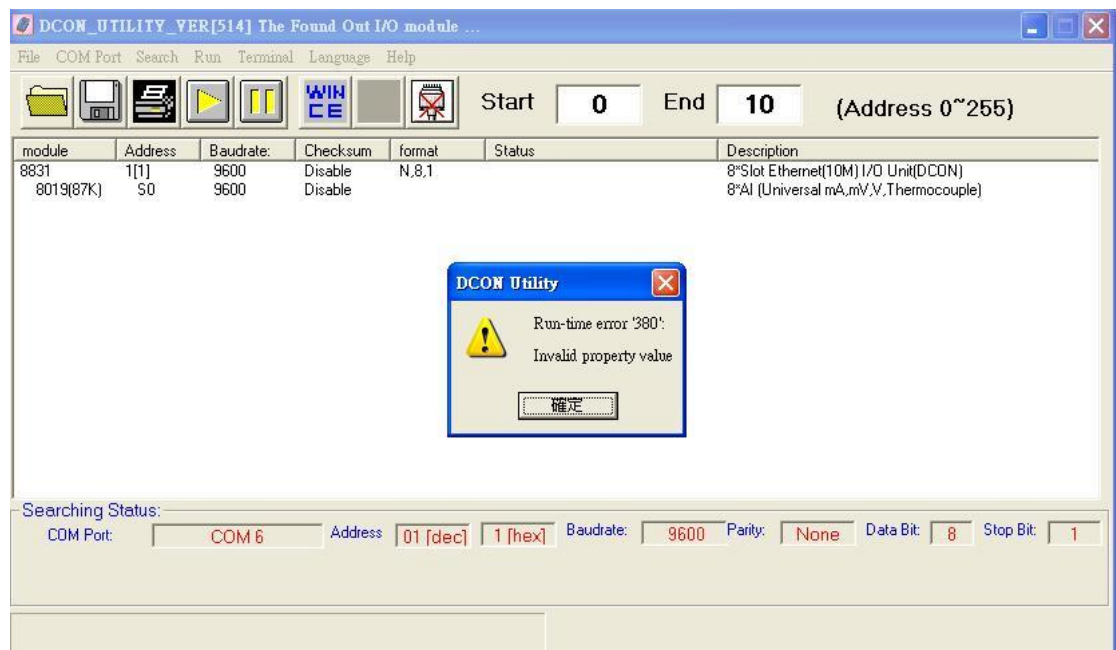 DCON_UTILITY_VER[514] The Found Out I/O module ...
File COM Port Search Run Terminal Language Help
WIN CE Start 0 End 10 (Address 0~255)
module Address Baudrate: Checksum format Status Description
8831 1[1] 9600 Disable N,8,1 8*Slot Ethernet(10M) I/O Unit(DCON)
8019(87K) S0 9600 Disable 8*AI (Universal mA,mV,V,Thermocouple)
DCON Utility
Run-time error '380':
Invalid property value
確定
Searching Status:
COM Port: COM 6 Address 01 [dec] 1 [hex] Baudrate: 9600 Parity: None Data Bit: 8 Stop Bit: 1